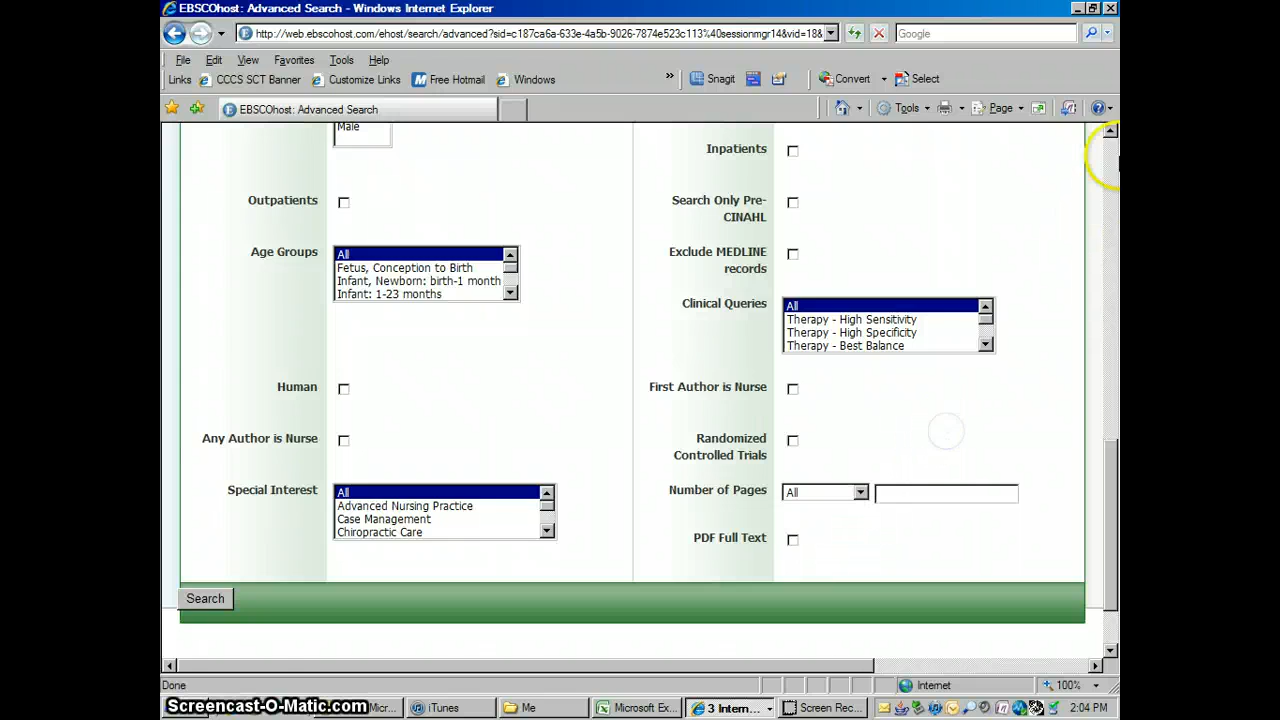 EBSCOhost: Advanced Search - Windows Internet Explorer
http://web.ebscohost.com/ehost/search/advanced?sid=c187ca6a-633e-4a5b-9026-7874e523c113%40sessionmgr14&vid=18&
Google
File Edit View Favorites Tools Help
Links CCCS SCT Banner Customize Links Free Hotmail Windows » Snagit Convert Select
EBSCOhost: Advanced Search Tools Page
Male
Inpatients
Outpatients
Search Only Pre-
CINAHL
Age Groups
All
Fetus, Conception to Birth
Infant, Newborn: birth-1 month
Infant: 1-23 months
Exclude MEDLINE
records
Clinical Queries
All
Therapy - High Sensitivity
Therapy - High Specificity
Therapy - Best Balance
Human
First Author is Nurse
Any Author is Nurse
Randomized
Controlled Trials
Special Interest
All
Advanced Nursing Practice
Case Management
Chiropractic Care
Number of Pages
All
PDF Full Text
Search
Done Internet 100%
Screencast-O-Matic.com Micr... iTunes Me Microsoft Ex... 3 Intern... Screen Rec... 2:04 PM